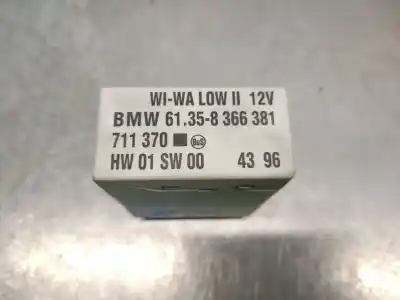 WI-WA LOW II 12V
BMW 61.35-8 366 381
711 370 BuS
HW 01 SW 00 43 96